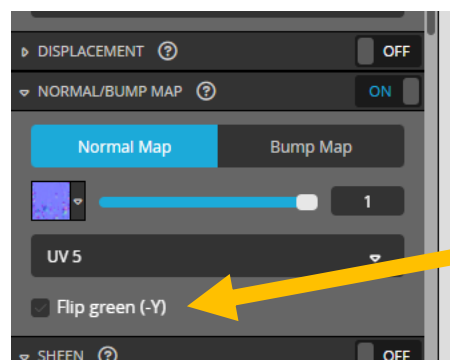 DISPLACEMENT ? OFF
NORMAL/BUMP MAP ? ON
Normal Map Bump Map
1
UV 5
Flip green (-Y)
SHEEN ? OFF